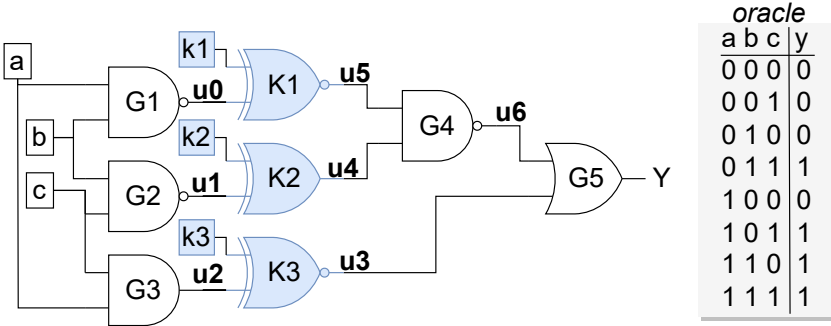 oracle
a b c y
0 0 0 0
0 0 1 0
0 1 0 0
0 1 1 1
1 0 0 0
1 0 1 1
1 1 0 1
1 1 1 1
a
b
c
k1
k2
k3
G1
G2
G3
u0
u1
u2
K1
K2
K3
u5
u4
u3
G4
u6
G5
Y